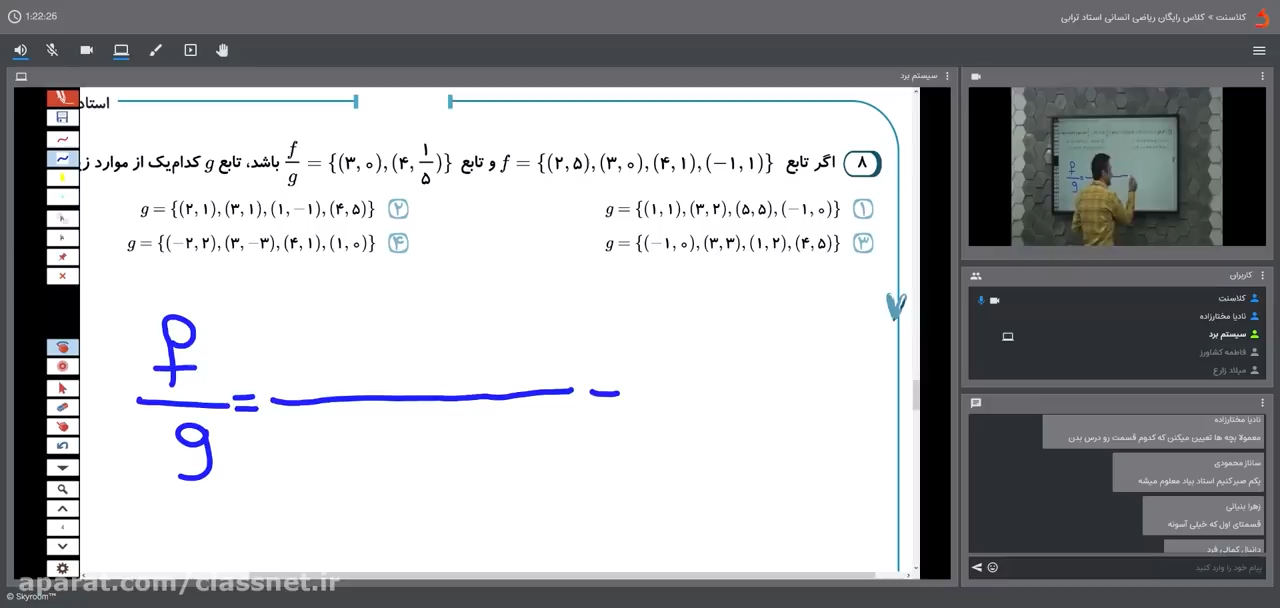 1:22:26
کلاسنت » کلاس رایگان ریاضی انسانی استاد ترابی
سیستم برد
استاد
۸ اگر تابع f = {(۲,۵),(۳,۰),(۴,۱),(−۱,۱)} و تابع f/g = {(۳,۰),(۴,۱/۵)} باشد، تابع g کدام‌یک از موارد
۱ g = {(۱,۱),(۳,۲),(۵,۵),(−۱,۰)}
۲ g = {(۲,۱),(۳,۱),(۱,−۱),(۴,۵)}
۳ g = {(−۱,۰),(۳,۳),(۱,۲),(۴,۵)}
۴ g = {(−۲,۲),(۳,−۳),(۴,۱),(۱,۰)}
f/g =
کاربران
کلاسنت
نادیا مختارزاده
سیستم برد
فاطمه کشاورز
میلاد زارع
نادیا مختارزاده
معمولا بچه ها تعیین میکنن که کدوم قسمت رو درس بدن
ساناز محمودی
یکم صبر کنیم استاد بیاد معلوم میشه
زهرا بنیانی
قسمتای اول که خیلی آسونه
دانیال کمالی فرد
پیام خود را وارد کنید
aparat.com/classnet.ir
© Skyroom™